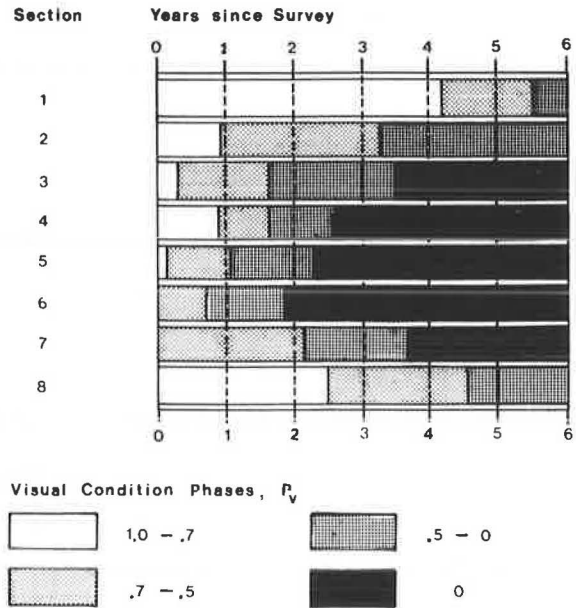 Section Years since Survey
0 1 2 3 4 5 6
1
2
3
4
5
6
7
8
0 1 2 3 4 5 6
Visual Condition Phases, Pv
1.0 – .7 .5 – 0
.7 – .5 0